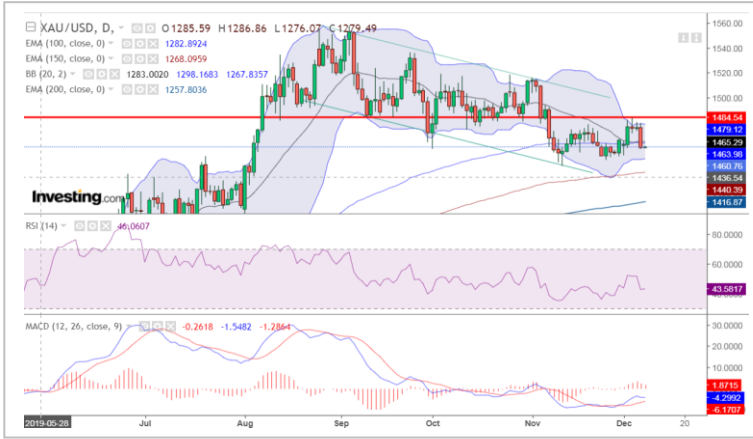 XAU/USD, D, O1285.59 H1286.86 L1276.07 C1279.49
EMA (100, close, 0) 1282.8924
EMA (150, close, 0) 1268.0959
BB (20, 2) 1283.0020 1298.1683 1267.8357
EMA (200, close, 0) 1257.8036
1560.00
1540.00
1520.00
1500.00
1484.54
1479.12
1465.29
1463.98
1460.76
1436.54
1440.39
1416.87
Investing.com
RSI (14) 46.0607
80.0000
60.0000
43.5817
40.0000
MACD (12, 26, close, 9) -0.2618 -1.5482 -1.2864
30.0000
20.0000
10.0000
1.8715
-4.2992
-6.1707
2019-05-28 Jul Aug Sep Oct Nov Dec 20